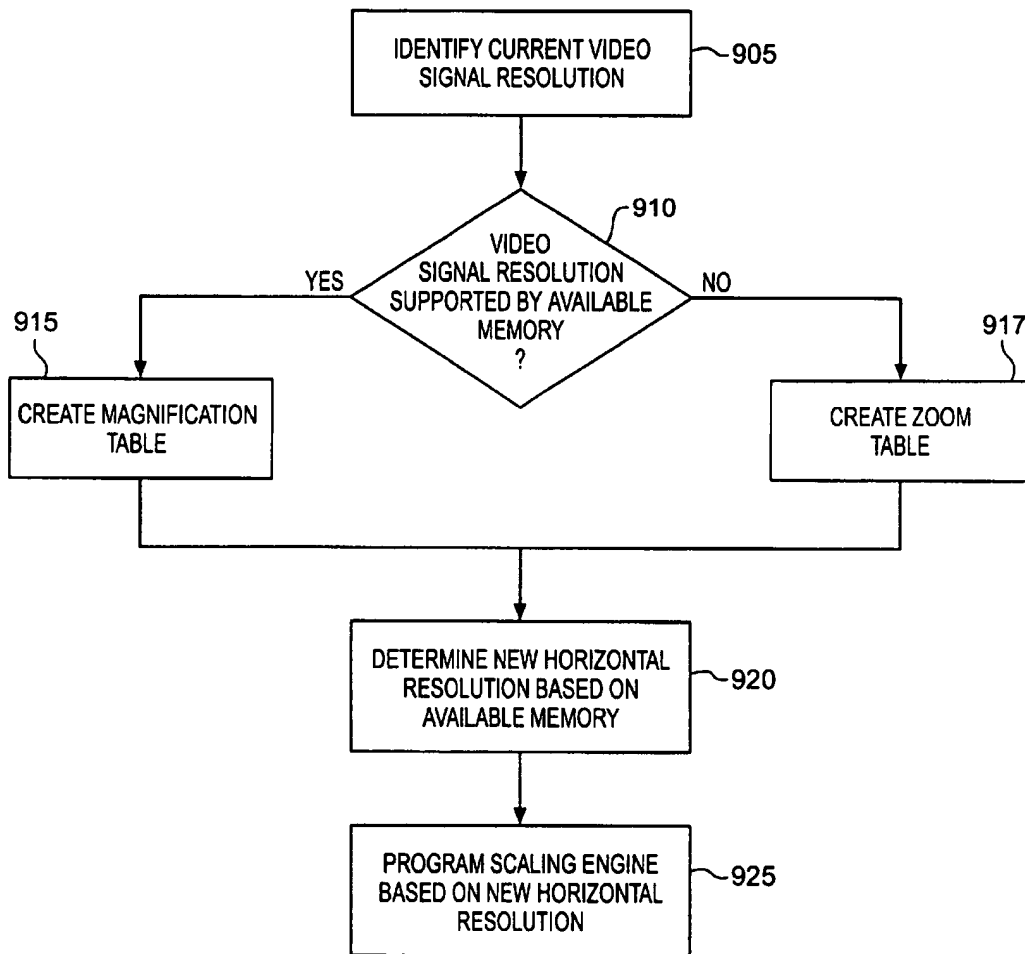 IDENTIFY CURRENT VIDEO
SIGNAL RESOLUTION
905
910
VIDEO
SIGNAL RESOLUTION
SUPPORTED BY AVAILABLE
MEMORY
?
YES
NO
915
CREATE MAGNIFICATION
TABLE
917
CREATE ZOOM
TABLE
DETERMINE NEW HORIZONTAL
RESOLUTION BASED ON
AVAILABLE MEMORY
920
PROGRAM SCALING ENGINE
BASED ON NEW HORIZONTAL
RESOLUTION
925